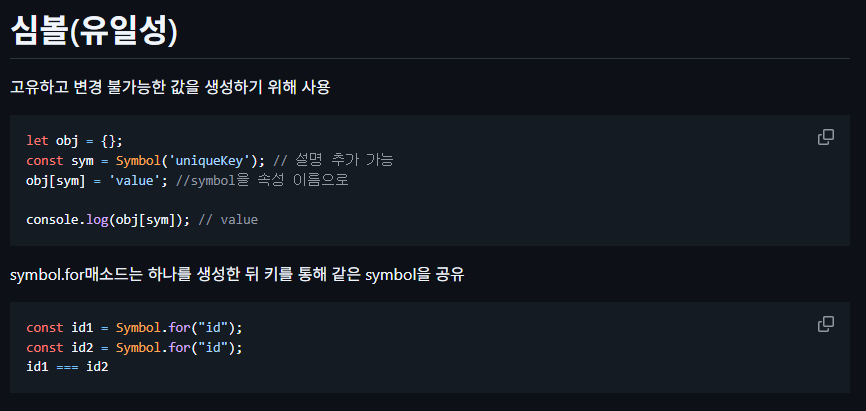 심볼(유일성)
고유하고 변경 불가능한 값을 생성하기 위해 사용
let obj = {};
const sym = Symbol('uniqueKey'); // 설명 추가 가능
obj[sym] = 'value'; //symbol을 속성 이름으로
console.log(obj[sym]); // value
symbol.for매소드는 하나를 생성한 뒤 키를 통해 같은 symbol을 공유
const id1 = Symbol.for("id");
const id2 = Symbol.for("id");
id1 === id2